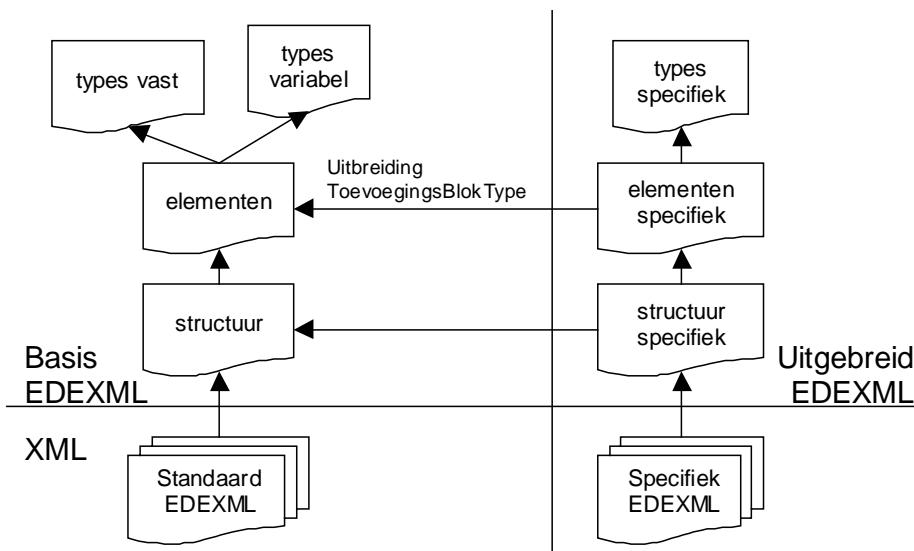 types vast
types
variabel
types
specifiek
Uitbreiding
ToevoegingsBlokType
elementen
elementen
specifiek
structuur
structuur
specifiek
Basis
EDEXML
Uitgebreid
EDEXML
XML
Standaard
EDEXML
Specifiek
EDEXML